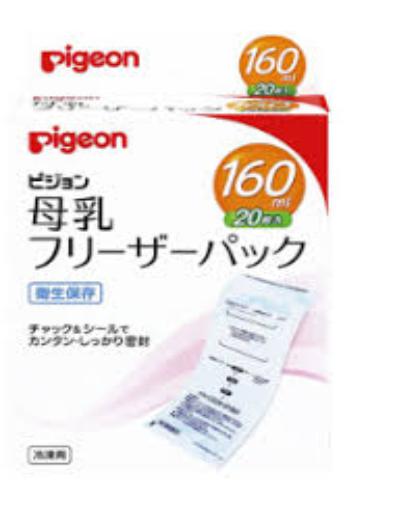 pigeon
160
ml
20枚入
pigeon
ピジョン
160
ml
20枚入
母乳
フリーザーパック
衛生保存
チャック&シールで
カンタン・しっかり密封
冷凍用